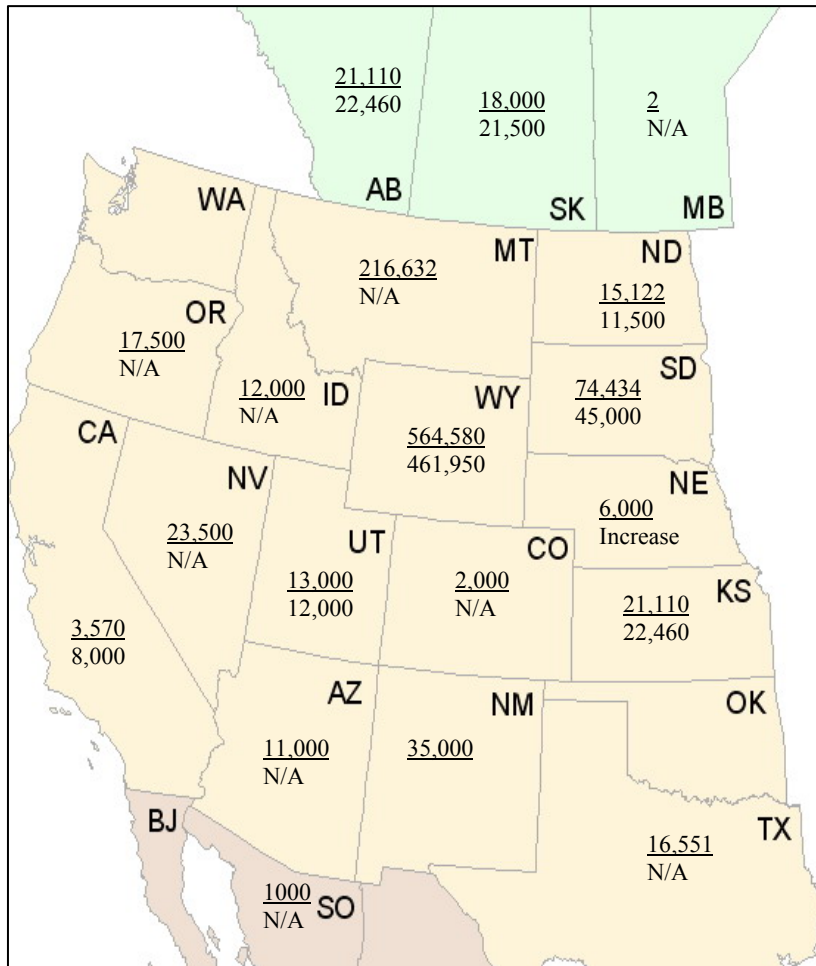 21,110
22,460
AB
18,000
21,500
SK
2
N/A
MB
WA
216,632
N/A
MT
ND
15,122
11,500
OR
17,500
N/A
12,000
N/A
ID
WY
564,580
461,950
SD
74,434
45,000
CA
3,570
8,000
NV
23,500
N/A
UT
13,000
12,000
CO
2,000
N/A
NE
6,000
Increase
KS
21,110
22,460
AZ
11,000
N/A
NM
35,000
OK
TX
16,551
N/A
BJ
1000
N/A
SO